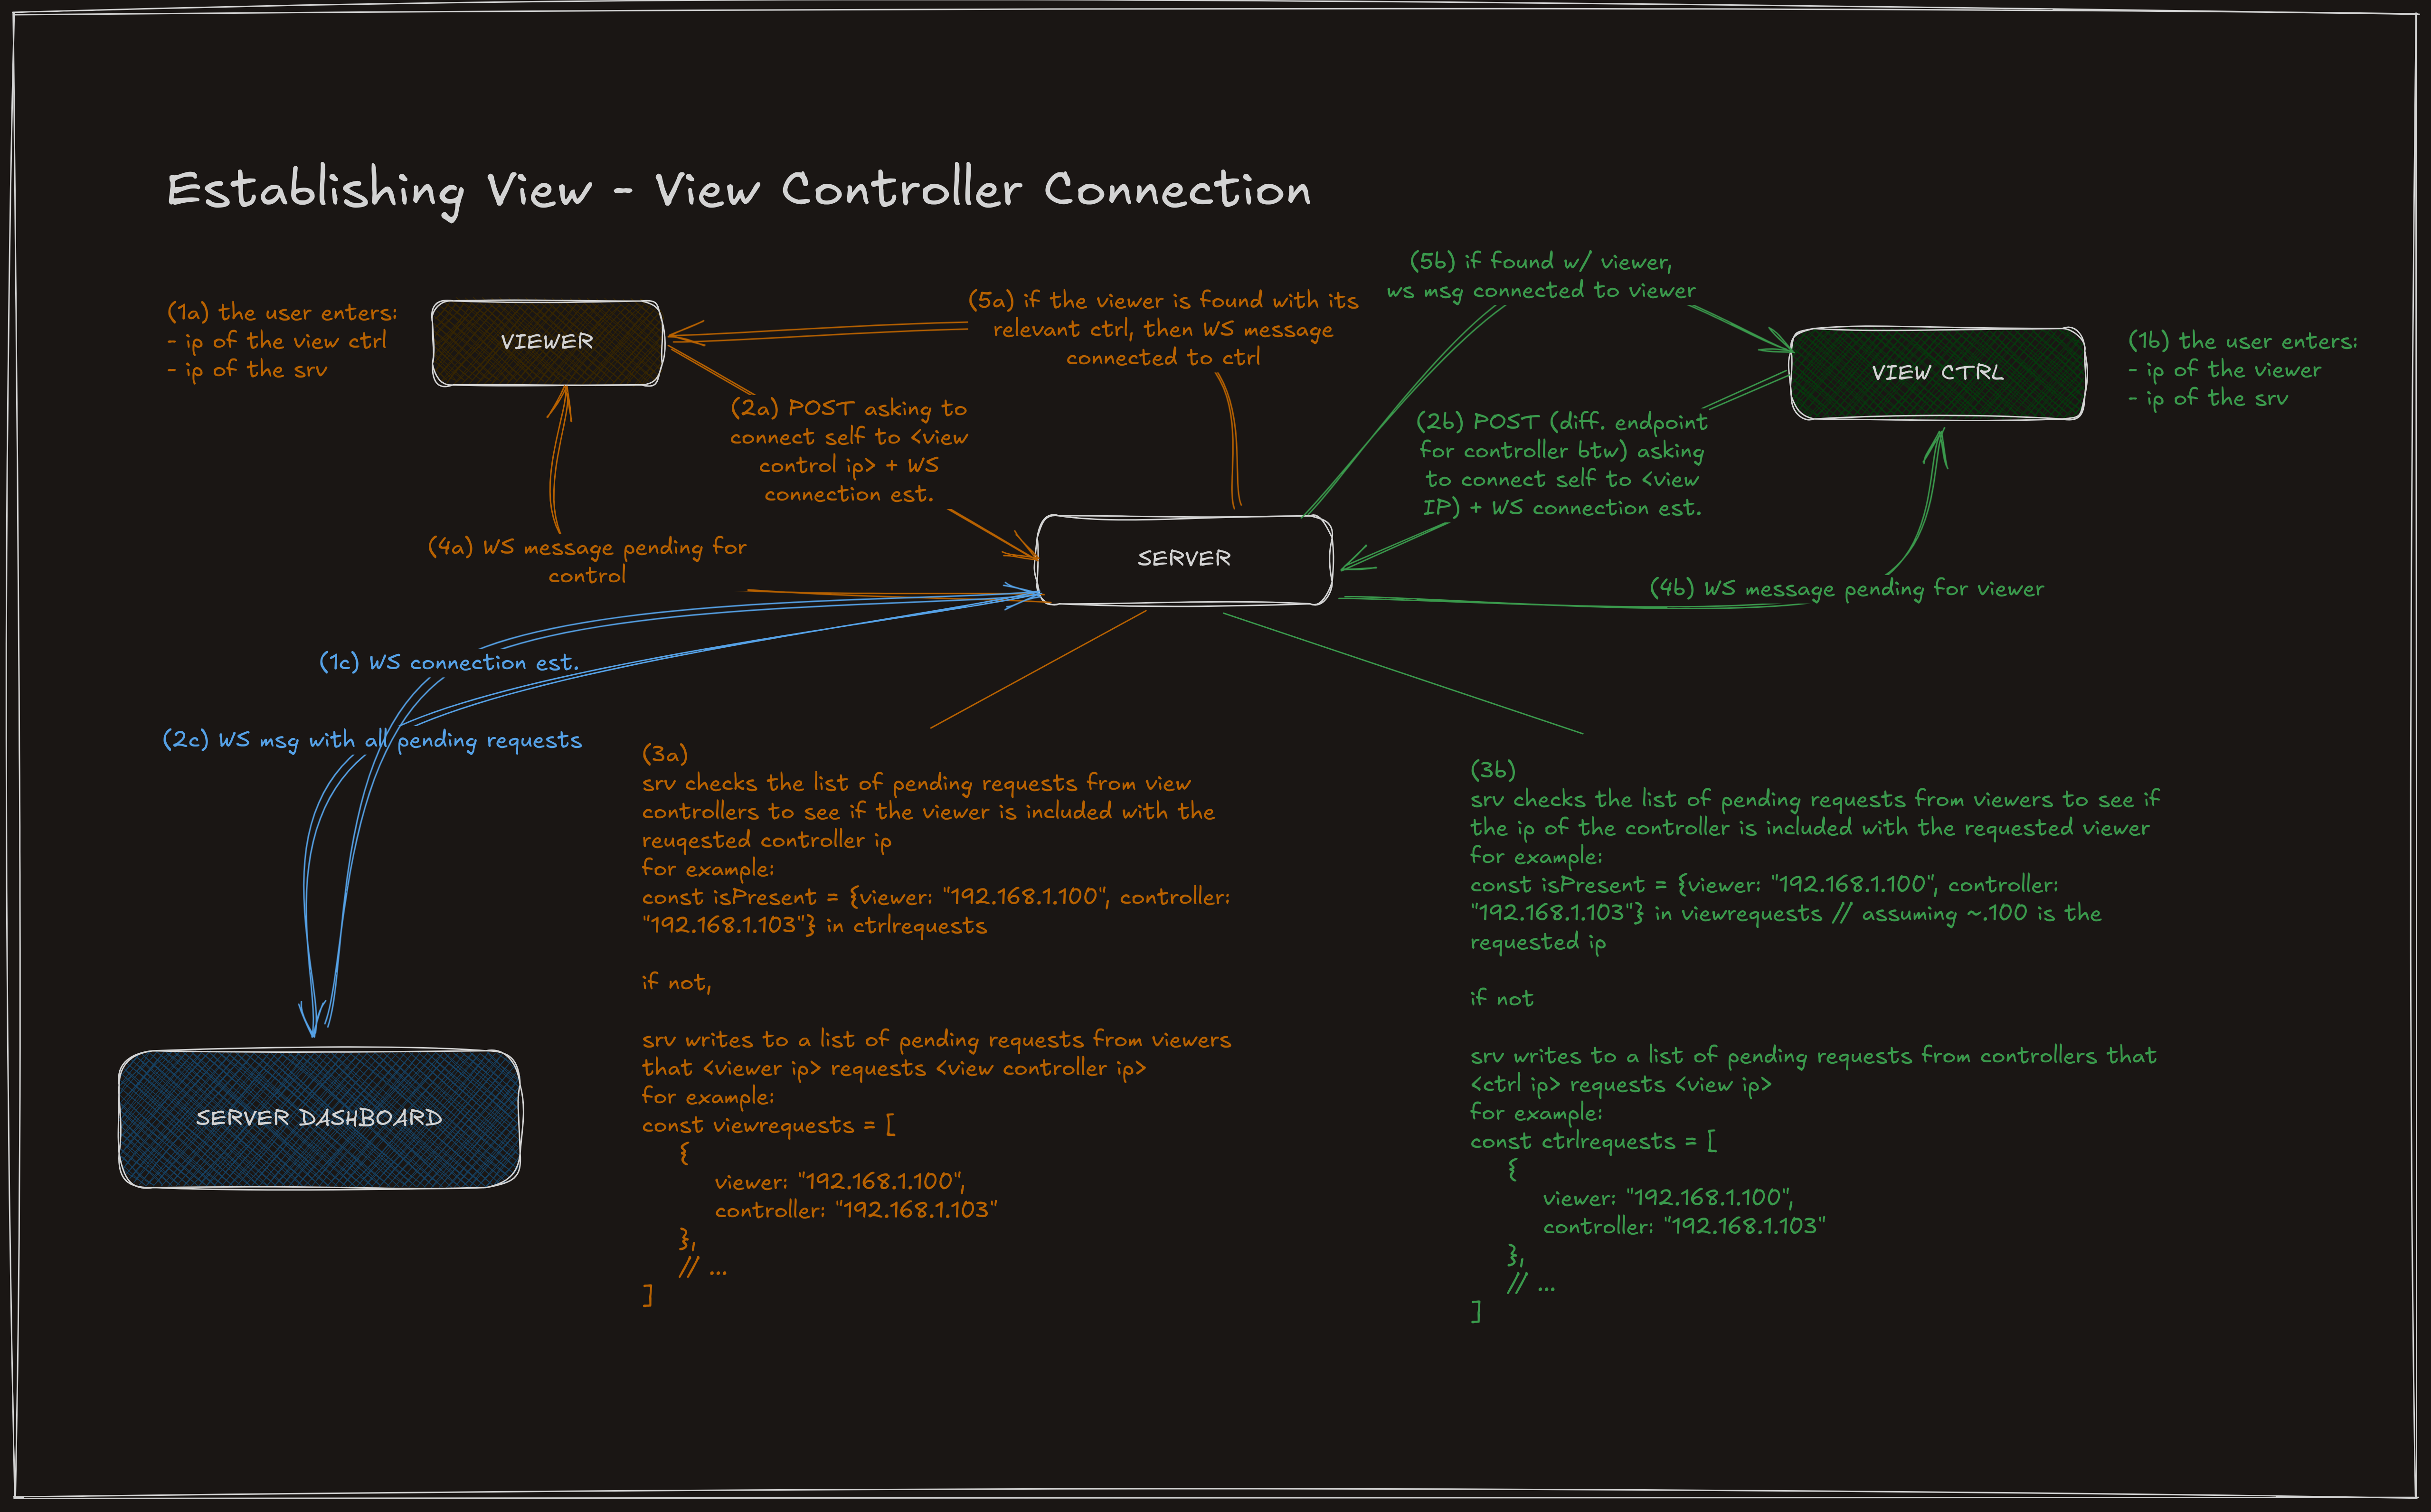 Establishing View - View Controller Connection
(1a) the user enters:
- ip of the view ctrl
- ip of the srv
VIEWER
(5a) if the viewer is found with its
relevant ctrl, then WS message
connected to ctrl
(5b) if found w/ viewer,
ws msg connected to viewer
VIEW CTRL
(1b) the user enters:
- ip of the viewer
- ip of the srv
(2a) POST asking to
connect self to <view
control ip> + WS
connection est.
(2b) POST (diff. endpoint
for controller btw) asking
to connect self to <view
IP) + WS connection est.
(4a) WS message pending for
control
SERVER
(4b) WS message pending for viewer
(1c) WS connection est.
(2c) WS msg with all pending requests
SERVER DASHBOARD
(3a)
srv checks the list of pending requests from view
controllers to see if the viewer is included with the
reuqested controller ip
for example:
const isPresent = {viewer: "192.168.1.100", controller:
"192.168.1.103"} in ctrlrequests
if not,
srv writes to a list of pending requests from viewers
that <viewer ip> requests <view controller ip>
for example:
const viewrequests = [
{
viewer: "192.168.1.100",
controller: "192.168.1.103"
},
// ...
]
(3b)
srv checks the list of pending requests from viewers to see if
the ip of the controller is included with the requested viewer
for example:
const isPresent = {viewer: "192.168.1.100", controller:
"192.168.1.103"} in viewrequests // assuming ~.100 is the
requested ip
if not
srv writes to a list of pending requests from controllers that
<ctrl ip> requests <view ip>
for example:
const ctrlrequests = [
{
viewer: "192.168.1.100",
controller: "192.168.1.103"
},
// ...
]